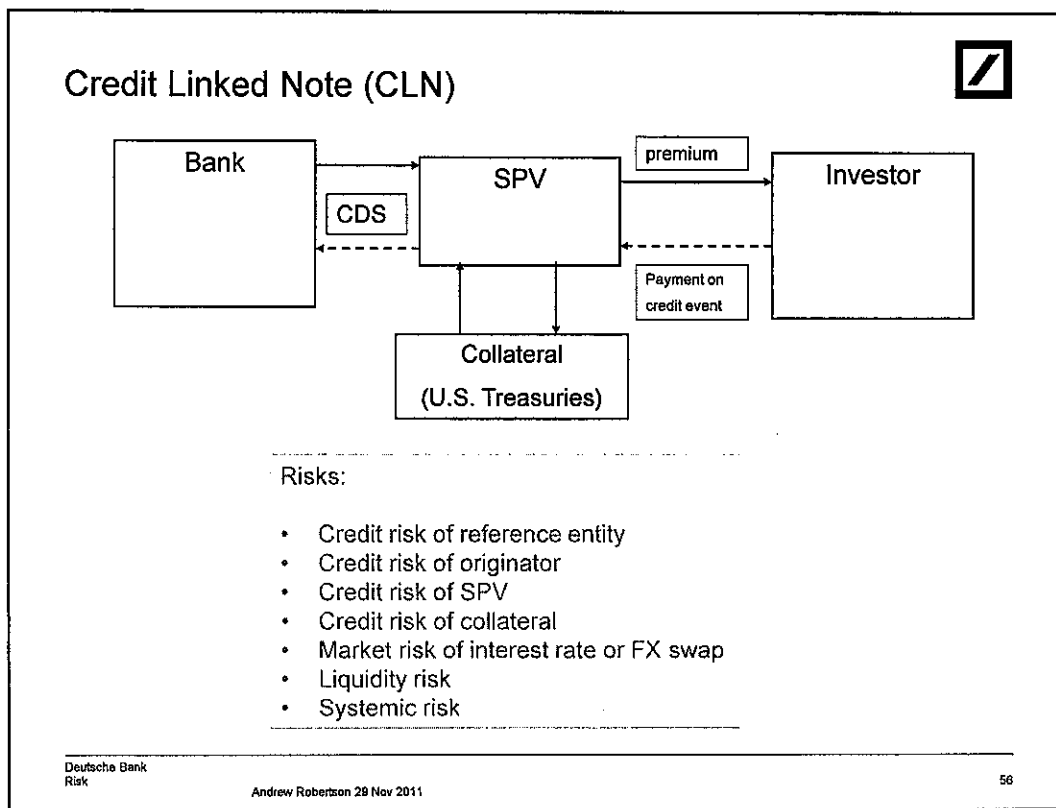 Credit Linked Note (CLN)
Bank
CDS
SPV
premium
Payment on
credit event
Investor
Collateral
(U.S. Treasuries)
Risks:
• Credit risk of reference entity
• Credit risk of originator
• Credit risk of SPV
• Credit risk of collateral
• Market risk of interest rate or FX swap
• Liquidity risk
• Systemic risk
Deutsche Bank
Risk
Andrew Robertson 29 Nov 2011
56